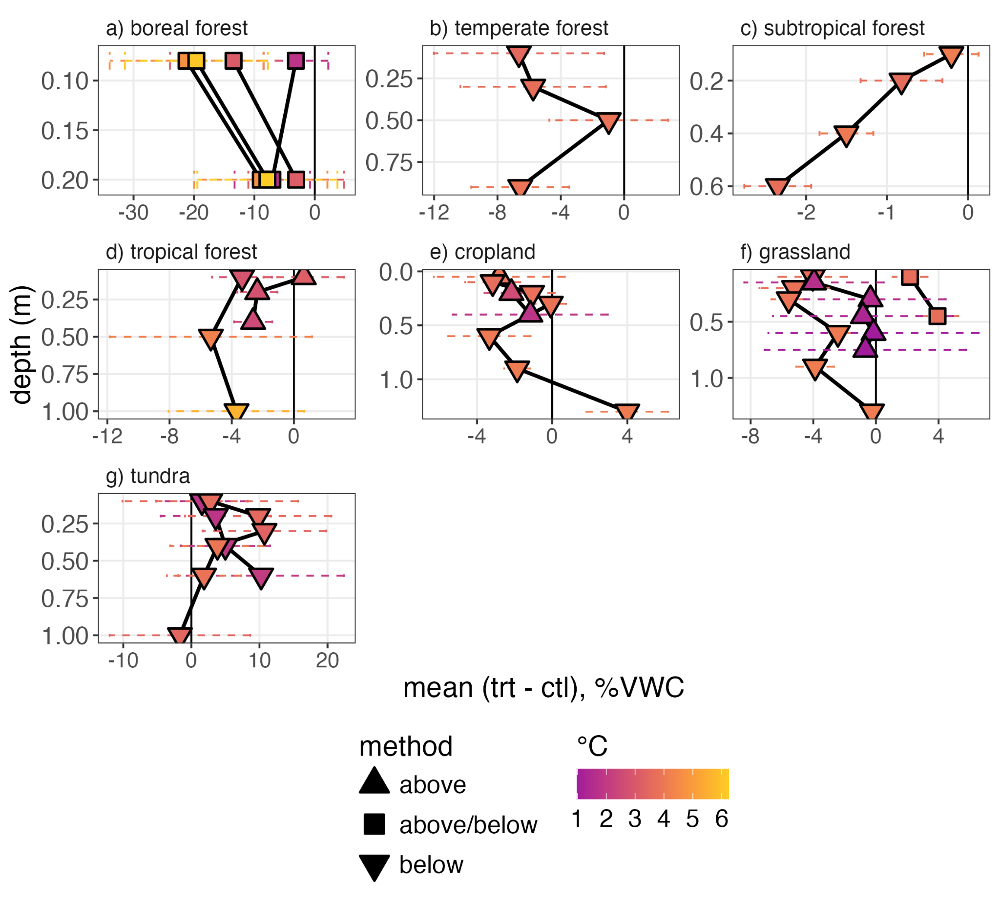 a) boreal forest
b) temperate forest
c) subtropical forest
0.10
0.15
0.20
-30 -20 -10 0
0.25
0.50
0.75
-12 -8 -4 0
0.2
0.4
0.6
-2 -1 0
d) tropical forest
e) cropland
f) grassland
depth (m)
0.25
0.50
0.75
1.00
-12 -8 -4 0
0.0
0.5
1.0
-4 0 4
0.5
1.0
-8 -4 0 4
g) tundra
0.25
0.50
0.75
1.00
-10 0 10 20
mean (trt - ctl), %VWC
method
above
above/below
below
°C
1 2 3 4 5 6